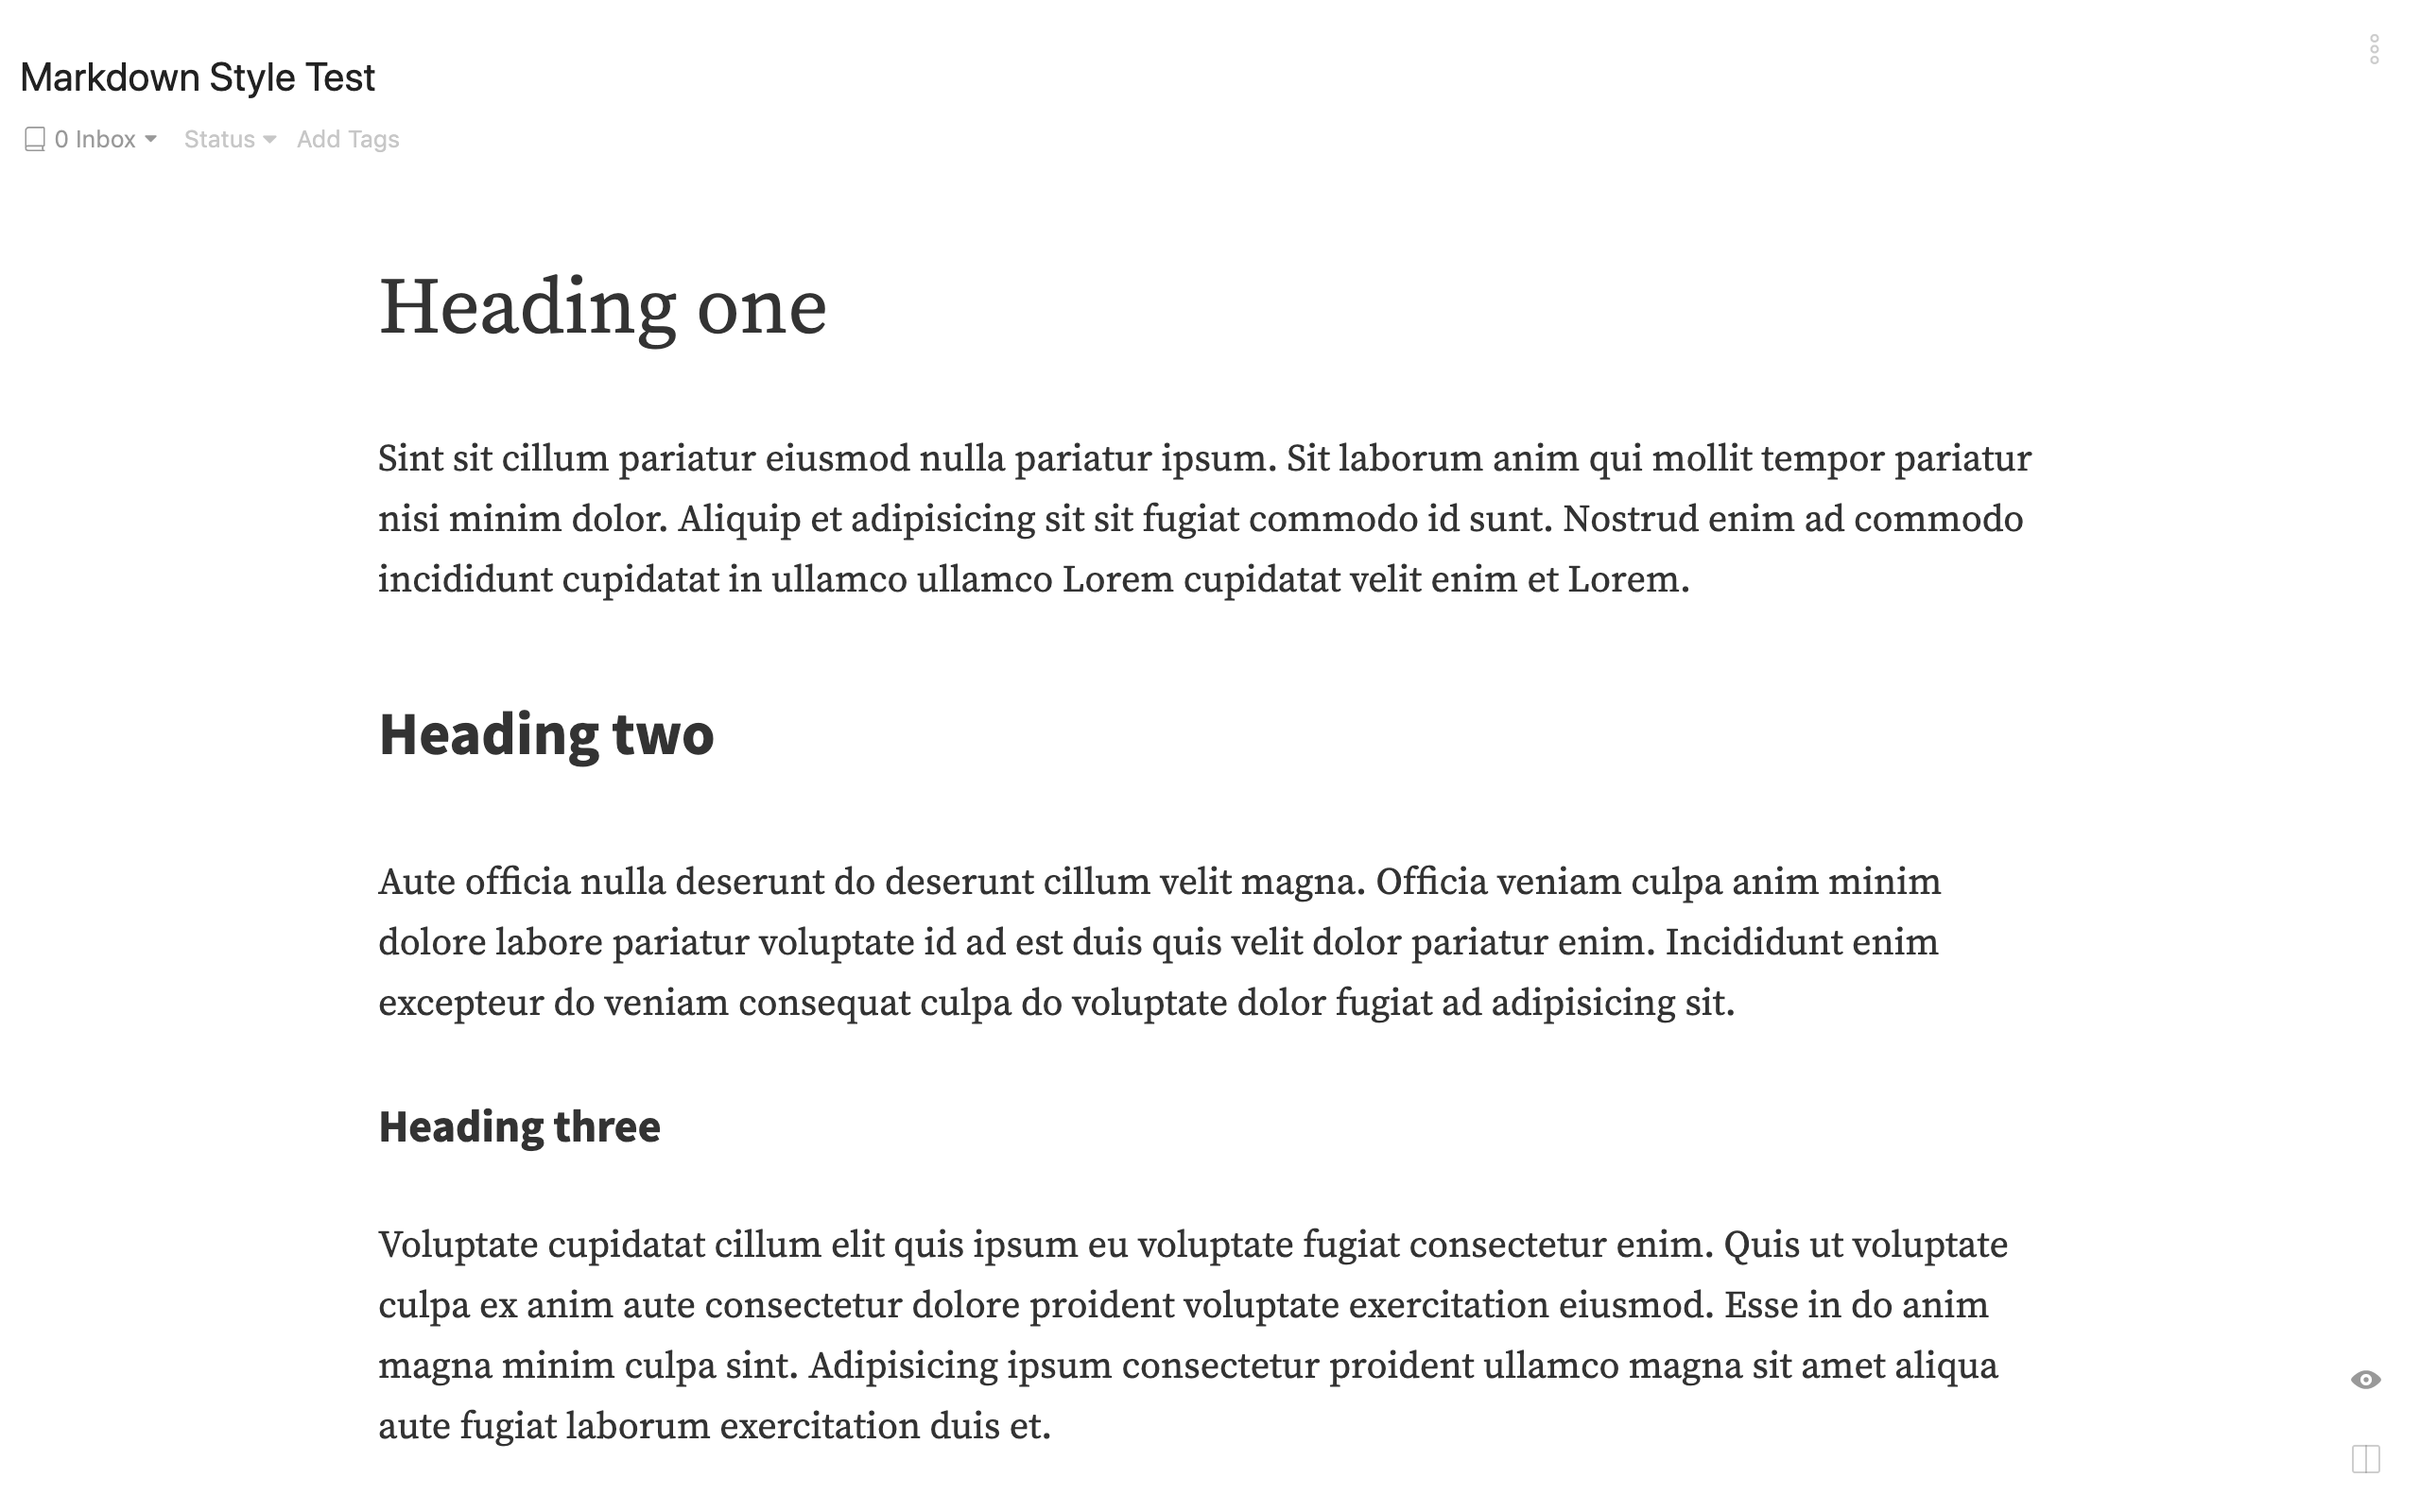 Markdown Style Test
0 Inbox Status Add Tags
Heading one
Sint sit cillum pariatur eiusmod nulla pariatur ipsum. Sit laborum anim qui mollit tempor pariatur
nisi minim dolor. Aliquip et adipisicing sit sit fugiat commodo id sunt. Nostrud enim ad commodo
incididunt cupidatat in ullamco ullamco Lorem cupidatat velit enim et Lorem.
Heading two
Aute officia nulla deserunt do deserunt cillum velit magna. Officia veniam culpa anim minim
dolore labore pariatur voluptate id ad est duis quis velit dolor pariatur enim. Incididunt enim
excepteur do veniam consequat culpa do voluptate dolor fugiat ad adipisicing sit.
Heading three
Voluptate cupidatat cillum elit quis ipsum eu voluptate fugiat consectetur enim. Quis ut voluptate
culpa ex anim aute consectetur dolore proident voluptate exercitation eiusmod. Esse in do anim
magna minim culpa sint. Adipisicing ipsum consectetur proident ullamco magna sit amet aliqua
aute fugiat laborum exercitation duis et.